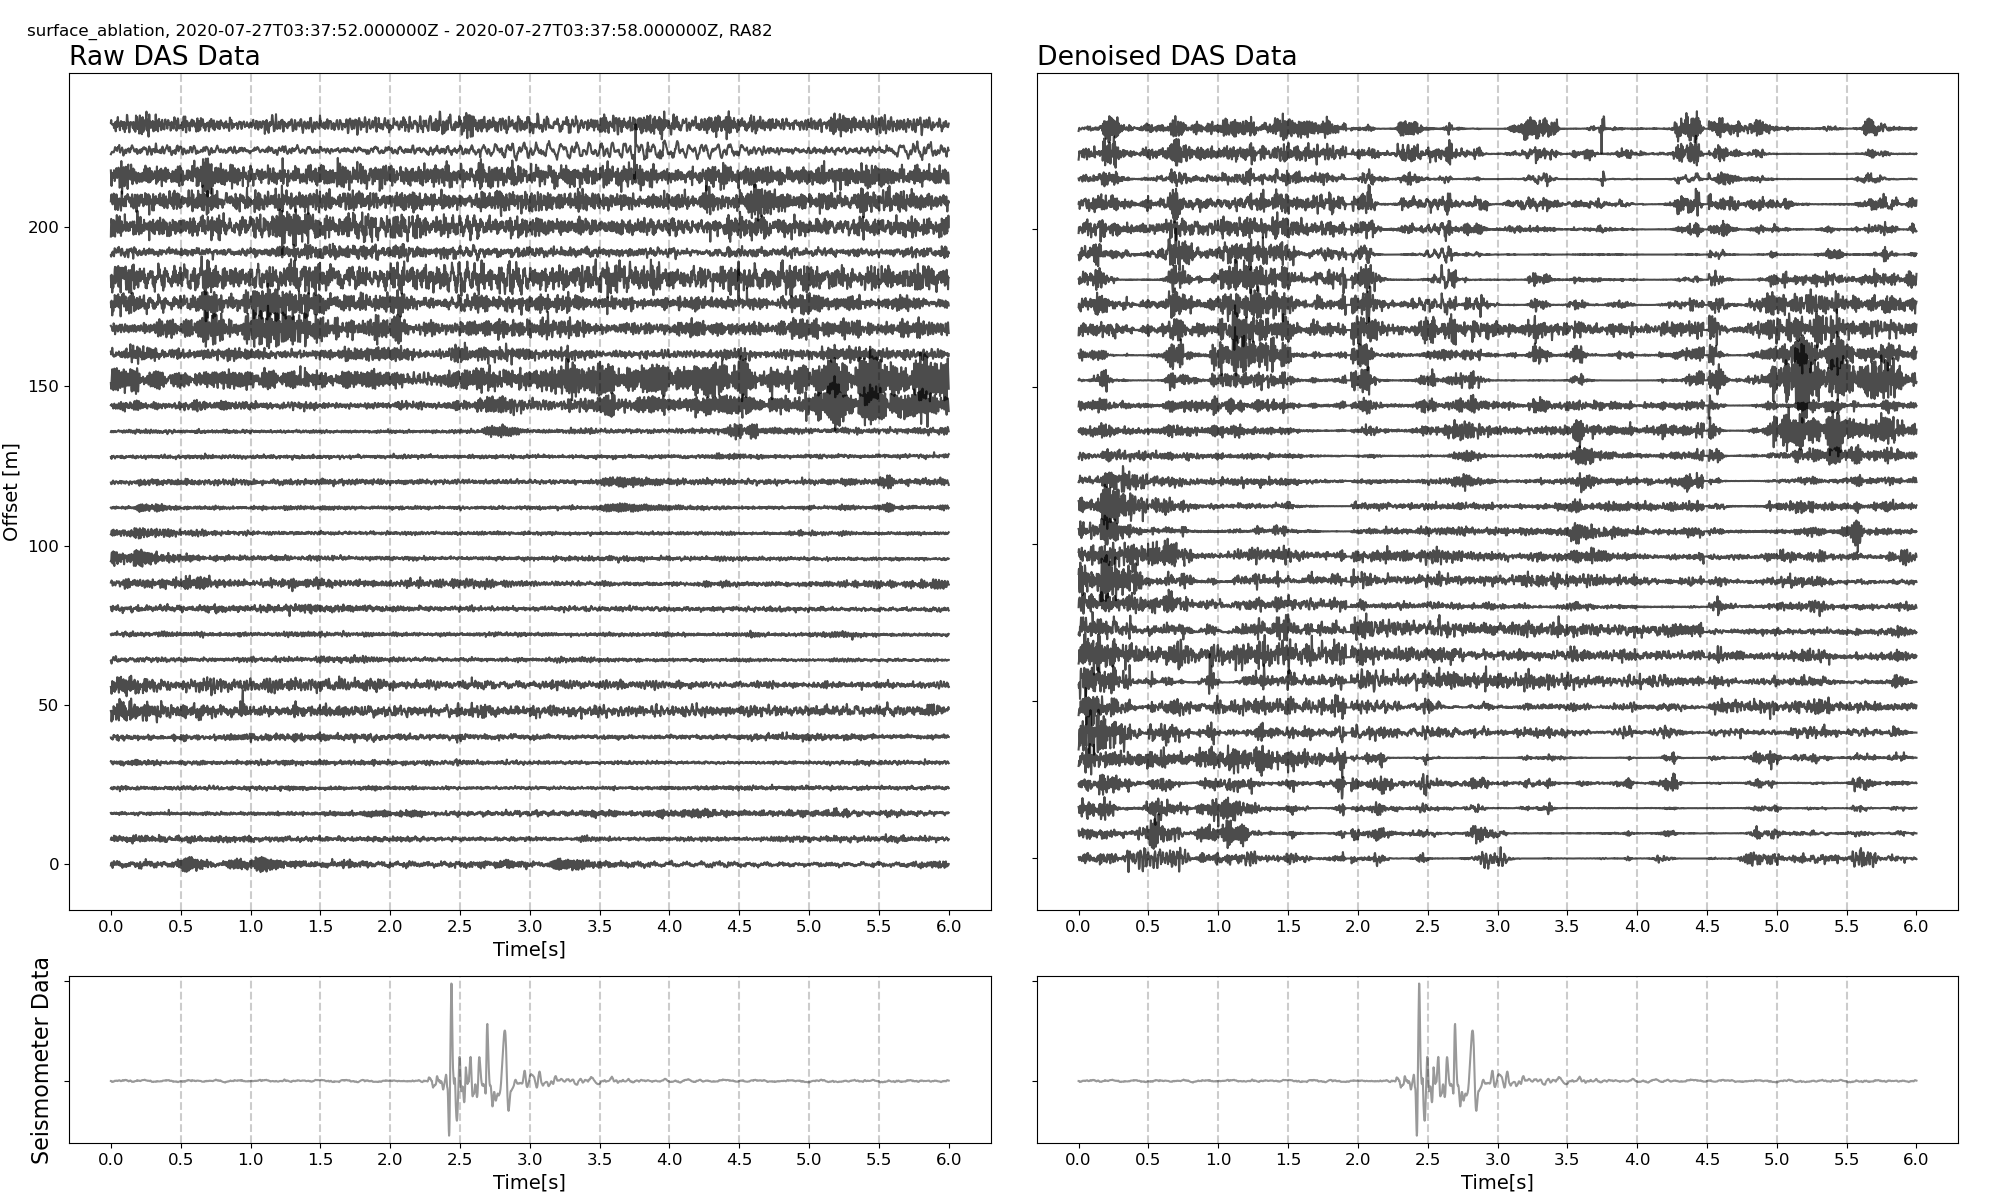 surface_ablation, 2020-07-27T03:37:52.000000Z - 2020-07-27T03:37:58.000000Z, RA82
Raw DAS Data
Denoised DAS Data
Offset [m]
200
150
100
50
0
0.0 0.5 1.0 1.5 2.0 2.5 3.0 3.5 4.0 4.5 5.0 5.5 6.0
Time[s]
0.0 0.5 1.0 1.5 2.0 2.5 3.0 3.5 4.0 4.5 5.0 5.5 6.0
Seismometer Data
0.0 0.5 1.0 1.5 2.0 2.5 3.0 3.5 4.0 4.5 5.0 5.5 6.0
Time[s]
0.0 0.5 1.0 1.5 2.0 2.5 3.0 3.5 4.0 4.5 5.0 5.5 6.0
Time[s]